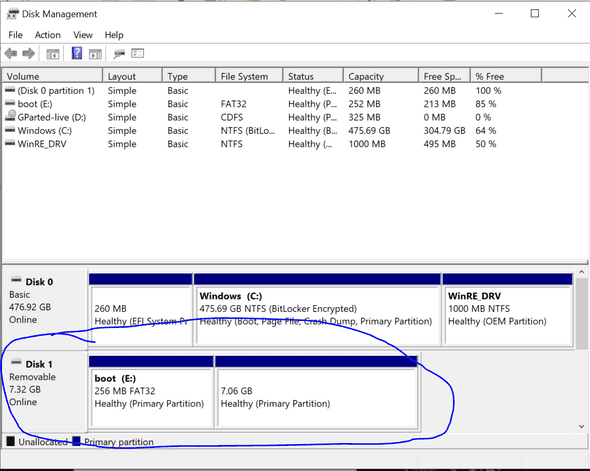 Disk Management
File Action View Help
Volume Layout Type File System Status Capacity Free Sp... % Free
(Disk 0 partition 1) Simple Basic Healthy (E... 260 MB 260 MB 100 %
boot (E:) Simple Basic FAT32 Healthy (P... 252 MB 213 MB 85 %
GParted-live (D:) Simple Basic CDFS Healthy (P... 325 MB 0 MB 0 %
Windows (C:) Simple Basic NTFS (BitLo... Healthy (B... 475.69 GB 304.79 GB 64 %
WinRE_DRV Simple Basic NTFS Healthy (... 1000 MB 495 MB 50 %
Disk 0
Basic
476.92 GB
Online
260 MB
Healthy (EFI System P
Windows (C:)
475.69 GB NTFS (BitLocker Encrypted)
Healthy (Boot, Page File, Crash Dump, Primary Partition)
WinRE_DRV
1000 MB NTFS
Healthy (OEM Partition)
Disk 1
Removable
7.32 GB
Online
boot (E:)
256 MB FAT32
Healthy (Primary Partition)
7.06 GB
Healthy (Primary Partition)
Unallocated Primary partition